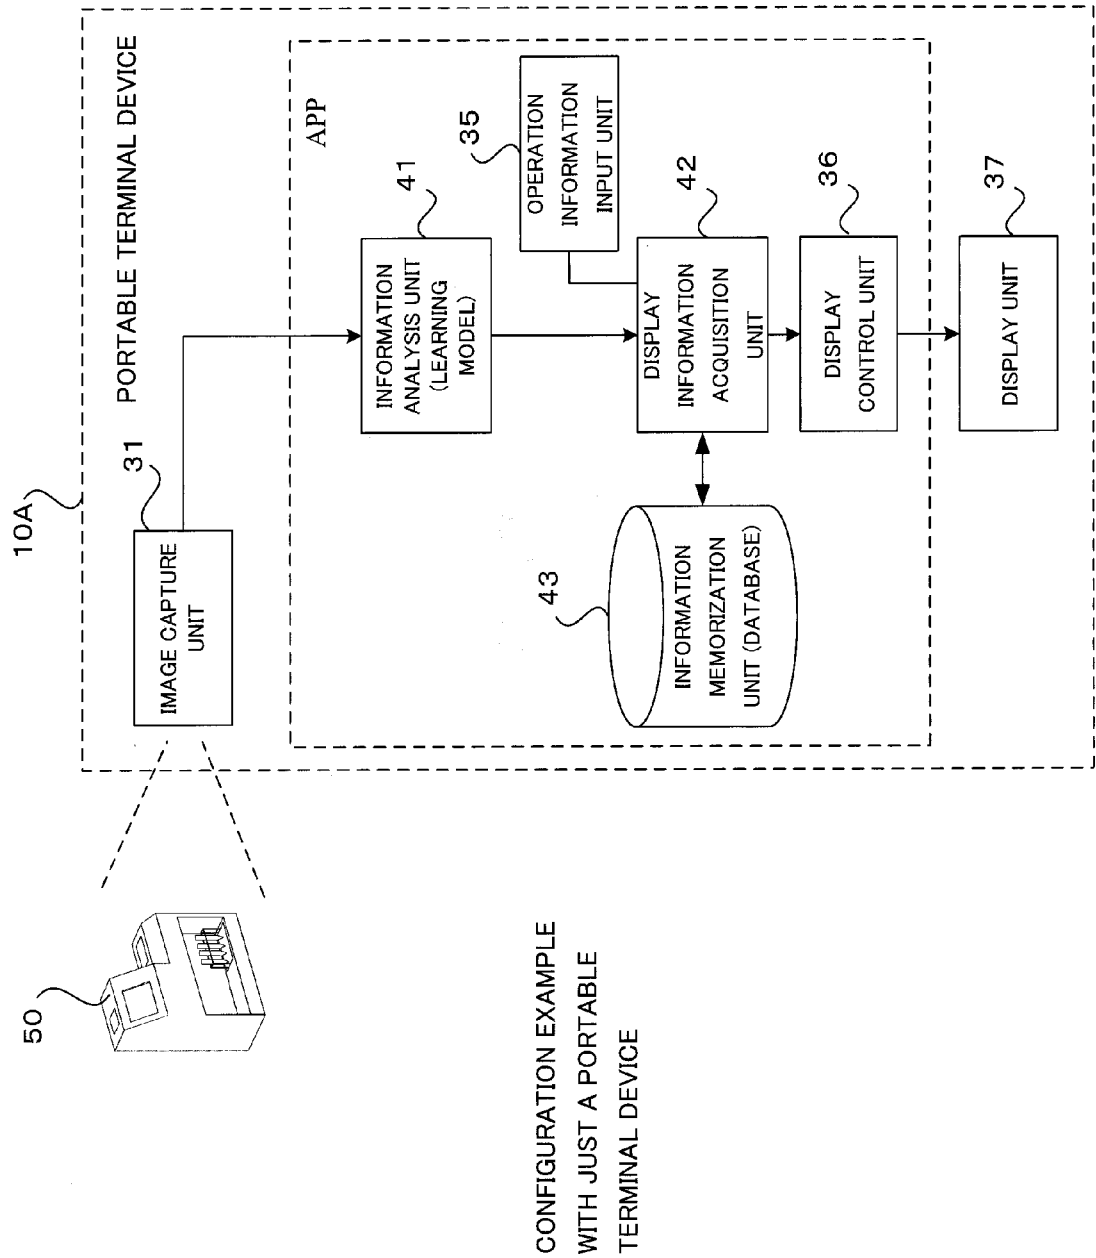 10A
PORTABLE TERMINAL DEVICE
50
31
IMAGE CAPTURE
UNIT
APP
41
INFORMATION
ANALYSIS UNIT
(LEARNING
MODEL)
35
OPERATION
INFORMATION
INPUT UNIT
43
INFORMATION
MEMORIZATION
UNIT (DATABASE)
42
DISPLAY
INFORMATION
ACQUISITION
UNIT
36
DISPLAY
CONTROL UNIT
37
DISPLAY UNIT
CONFIGURATION EXAMPLE
WITH JUST A PORTABLE
TERMINAL DEVICE